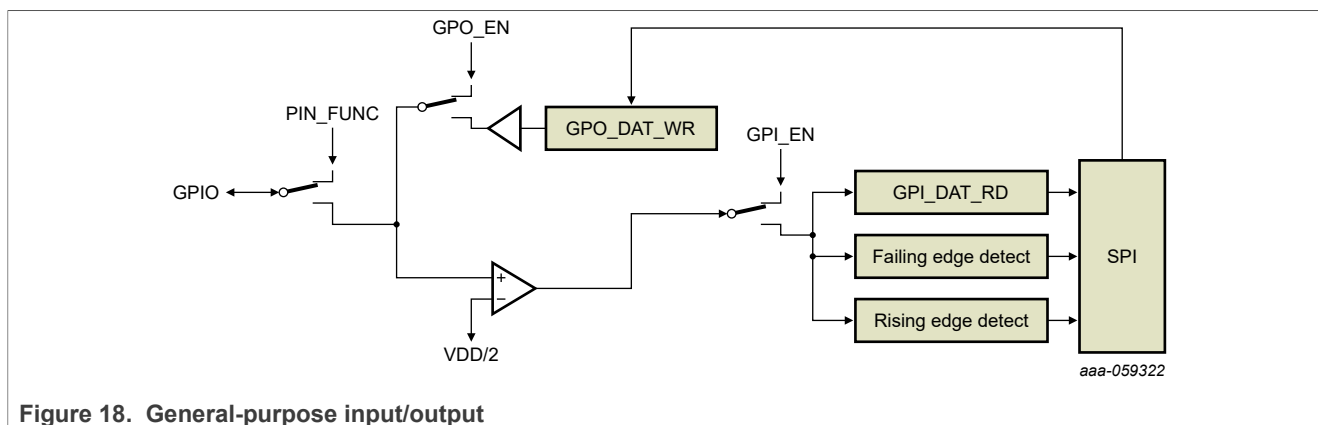 GPO_EN
PIN_FUNC
GPO_DAT_WR
GPI_EN
GPIO
GPI_DAT_RD
+
−
Failing edge detect
SPI
Rising edge detect
VDD/2
aaa-059322
Figure 18. General-purpose input/output